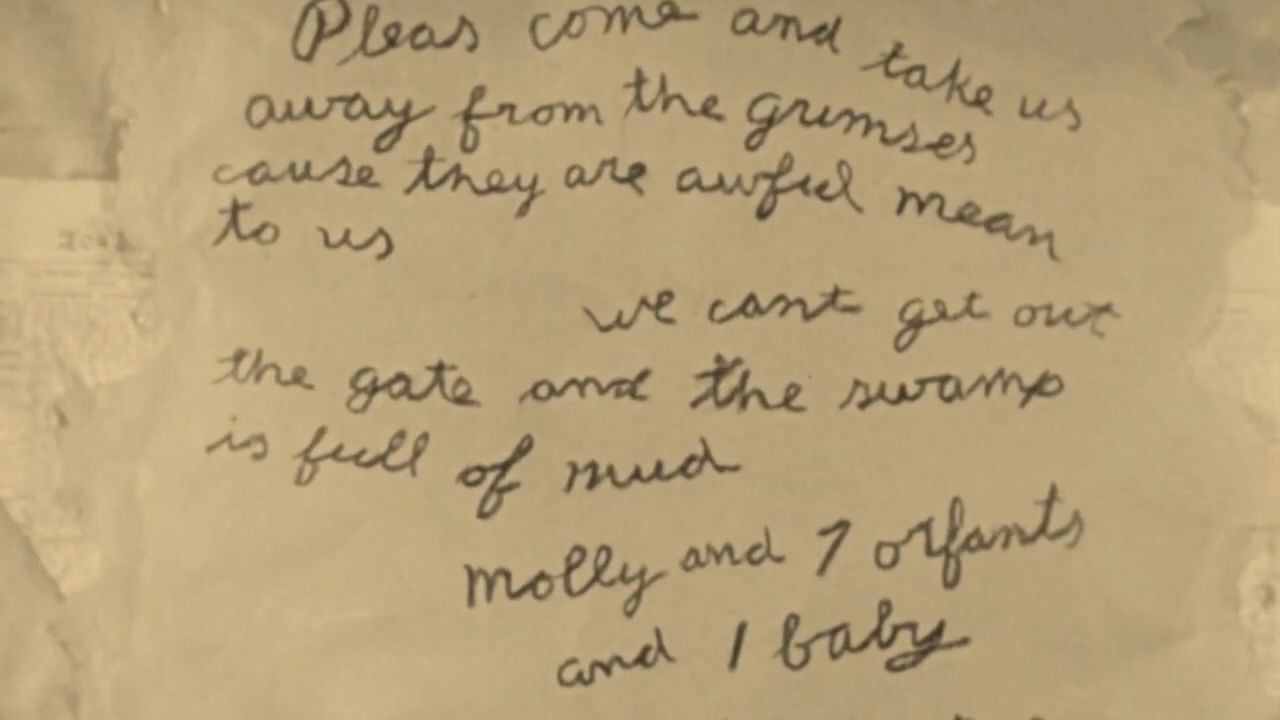 Pleas come and take us
away from the grimses
cause they are awful mean
to us
we cant get out
the gate and the swamp
is full of mud
Molly and 7 orfants
and 1 baby